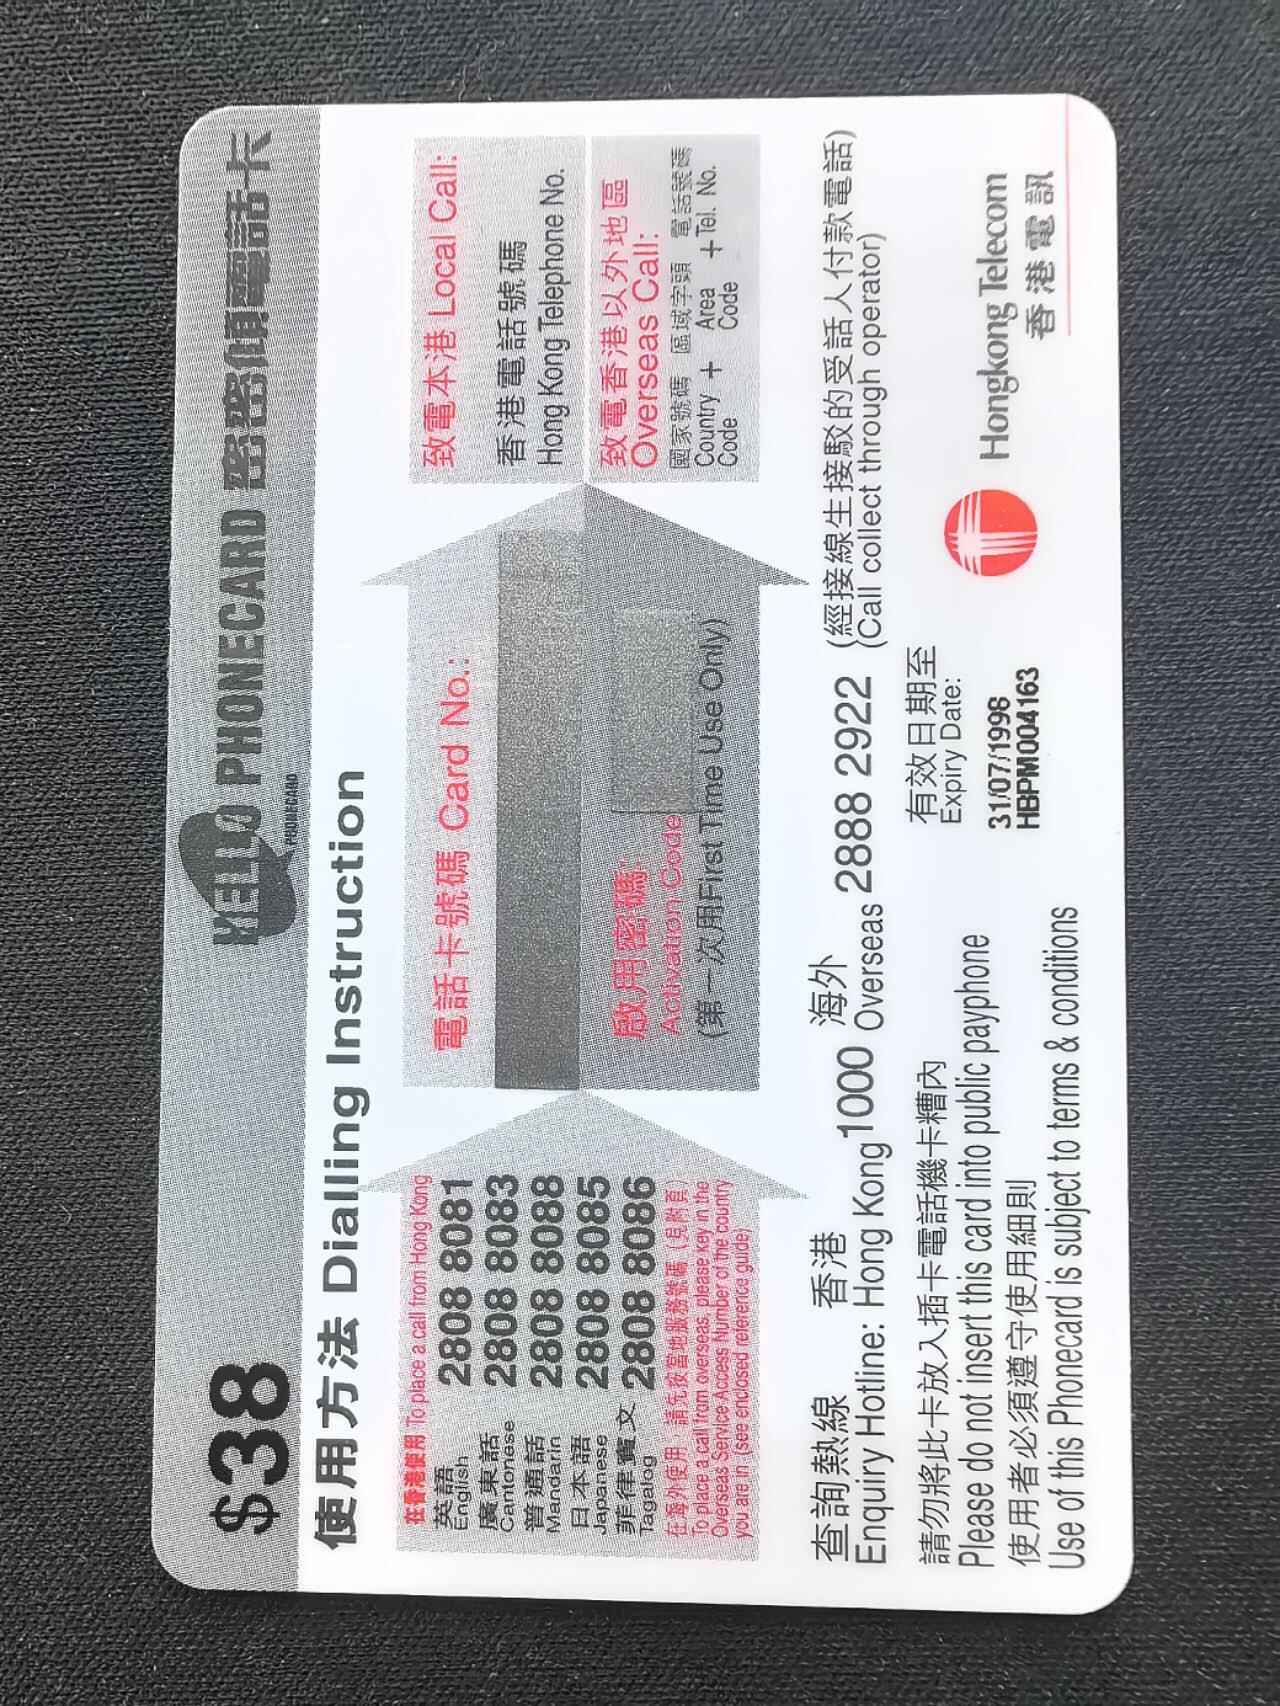 $38
HELLO PHONECARD 密密傾電話卡
PHONECARD
使用方法 Dialling Instruction
在香港使用 To place a call from Hong Kong
英語 2808 8081
English
廣東話 2808 8083
Cantonese
普通話 2808 8088
Mandarin
日本語 2808 8085
Japanese
菲律賓文 2808 8086
Tagalog
在海外使用，請先按當地服務號碼（見附頁）
To place a call from overseas, please key in the
Overseas Service Access Number of the country
you are in (see enclosed reference guide)
電話卡號碼 Card No.:
啟用密碼:
Activation Code
(第一次用First Time Use Only)
致電本港 Local Call:
香港電話號碼
Hong Kong Telephone No.
致電香港以外地區
Overseas Call:
國家號碼 區域字頭 電話號碼
Country + Area + Tel. No.
Code Code
查詢熱線 香港 海外 (經接線生接駁的受話人付款電話)
Enquiry Hotline: Hong Kong 1000 Overseas 2888 2922 (Call collect through operator)
請勿將此卡放入插卡電話機卡糟內
Please do not insert this card into public payphone
使用者必須遵守使用細則
Use of this Phonecard is subject to terms & conditions
有效日期至
Expiry Date:
31/07/1998
HBPM004163
Hongkong Telecom
香港電訊